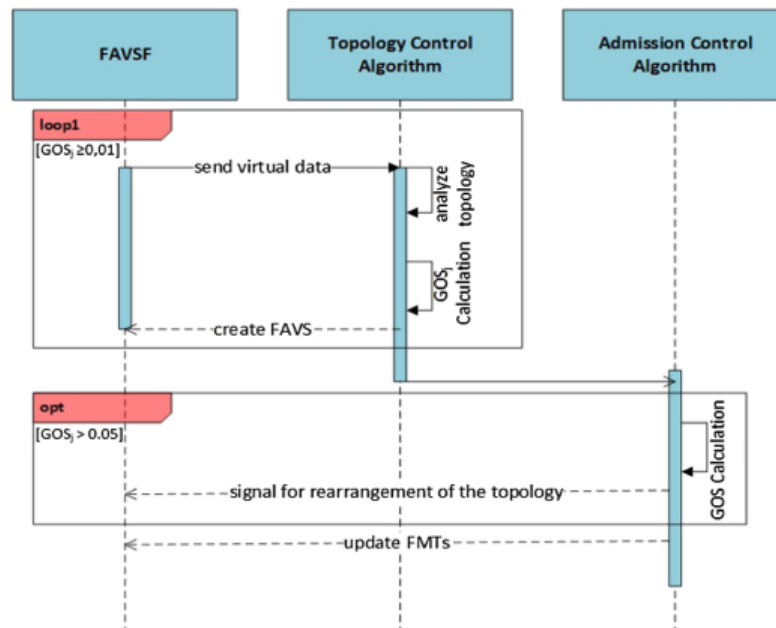 FAVSF
Topology Control
Algorithm
Admission Control
Algorithm
loop1
[GOSj ≥0,01]
send virtual data
analyze
topology
GOSj
Calculation
create FAVS
opt
[GOSj > 0.05]
GOS Calculation
signal for rearrangement of the topology
update FMTs